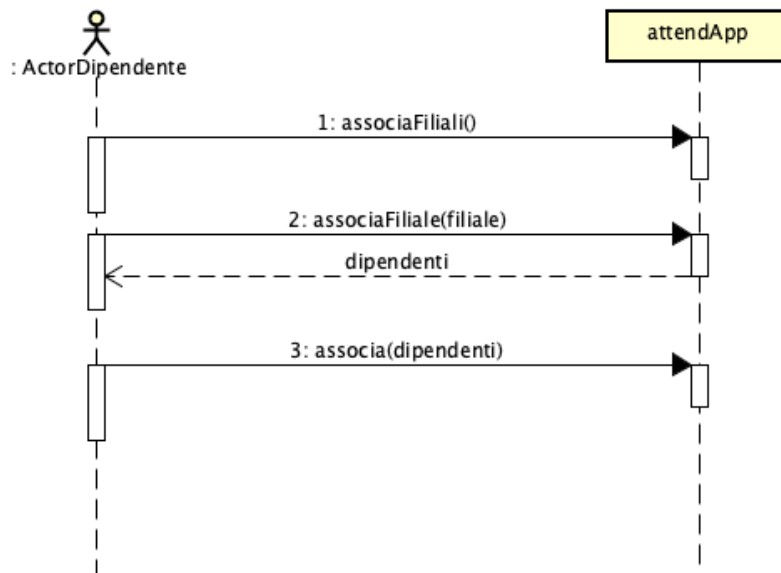 attendApp
: ActorDipendente
1: associaFiliali()
2: associaFiliale(filiale)
dipendenti
3: associa(dipendenti)